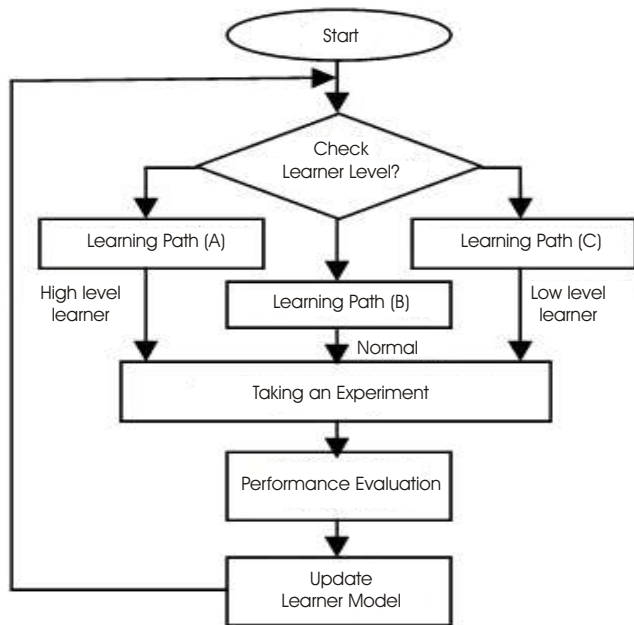 Start
Check
Learner Level?
Learning Path (A)
Learning Path (C)
High level
learner
Learning Path (B)
Low level
learner
Normal
Taking an Experiment
Performance Evaluation
Update
Learner Model